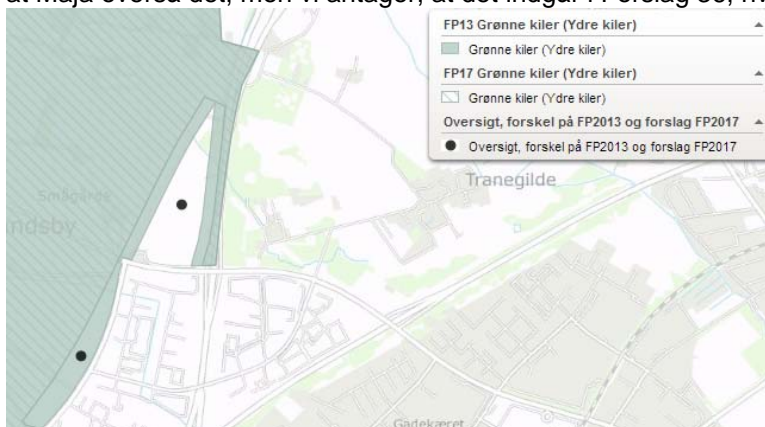 at Maja overså det, men vi antager, at det indgår i Forslag
FP13 Grønne kiler (Ydre kiler)
Grønne kiler (Ydre kiler)
FP17 Grønne kiler (Ydre kiler)
Grønne kiler (Ydre kiler)
Oversigt, forskel på FP2013 og forslag FP2017
Oversigt, forskel på FP2013 og forslag FP2017
Tranegilde
Smågårde
ndsby
Gadekæret